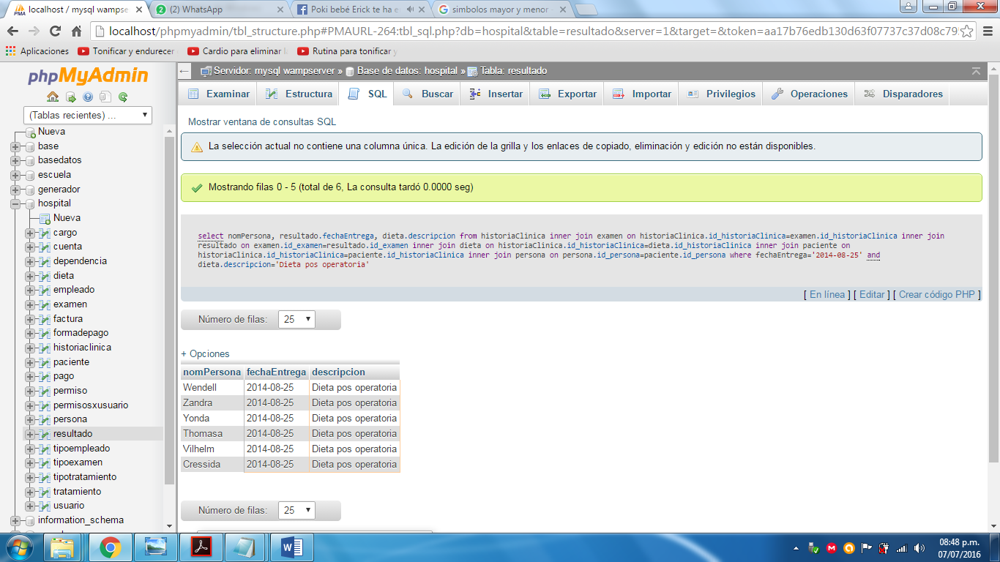 localhost / mysql wampse
(2) WhatsApp
Poki bebé Erick te ha e
simbolos mayor y menor
localhost/phpmyadmin/tbl_structure.php#PMAURL-264:tbl_sql.php?db=hospital&table=resultado&server=1&target=&token=aa17b76edb130d63f07737c37d08c79
Aplicaciones
Tonificar y endurecer
Cardio para eliminar l
Rutina para tonificar y
phpMyAdmin
(Tablas recientes) ...
Nueva
base
basedatos
escuela
generador
hospital
Nueva
cargo
cuenta
dependencia
dieta
empleado
examen
factura
formadepago
historiaclinica
paciente
pago
permiso
permisosxusuario
persona
resultado
tipoempleado
tipoexamen
tipotratamiento
tratamiento
usuario
information_schema
Servidor: mysql wampserver » Base de datos: hospital » Tabla: resultado
Examinar Estructura SQL Buscar Insertar Exportar Importar Privilegios Operaciones Disparadores
Mostrar ventana de consultas SQL
La selección actual no contiene una columna única. La edición de la grilla y los enlaces de copiado, eliminación y edición no están disponibles.
Mostrando filas 0 - 5 (total de 6, La consulta tardó 0.0000 seg)
select nomPersona, resultado.fechaEntrega, dieta.descripcion from historiaClinica inner join examen on historiaClinica.id_historiaClinica=examen.id_historiaClinica inner join
resultado on examen.id_examen=resultado.id_examen inner join dieta on historiaClinica.id_historiaClinica=dieta.id_historiaClinica inner join paciente on
historiaClinica.id_historiaClinica=paciente.id_historiaClinica inner join persona on persona.id_persona=paciente.id_persona where fechaEntrega='2014-08-25' and
dieta.descripcion='Dieta pos operatoria'
[ En línea ] [ Editar ] [ Crear código PHP ]
Número de filas: 25
+ Opciones
nomPersona fechaEntrega descripcion
Wendell 2014-08-25 Dieta pos operatoria
Zandra 2014-08-25 Dieta pos operatoria
Yonda 2014-08-25 Dieta pos operatoria
Thomasa 2014-08-25 Dieta pos operatoria
Vilhelm 2014-08-25 Dieta pos operatoria
Cressida 2014-08-25 Dieta pos operatoria
Número de filas: 25
08:48 p.m.
07/07/2016